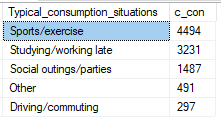 Typical_consumption_situations c_con
Sports/exercise 4494
Studying/working late 3231
Social outings/parties 1487
Other 491
Driving/commuting 297